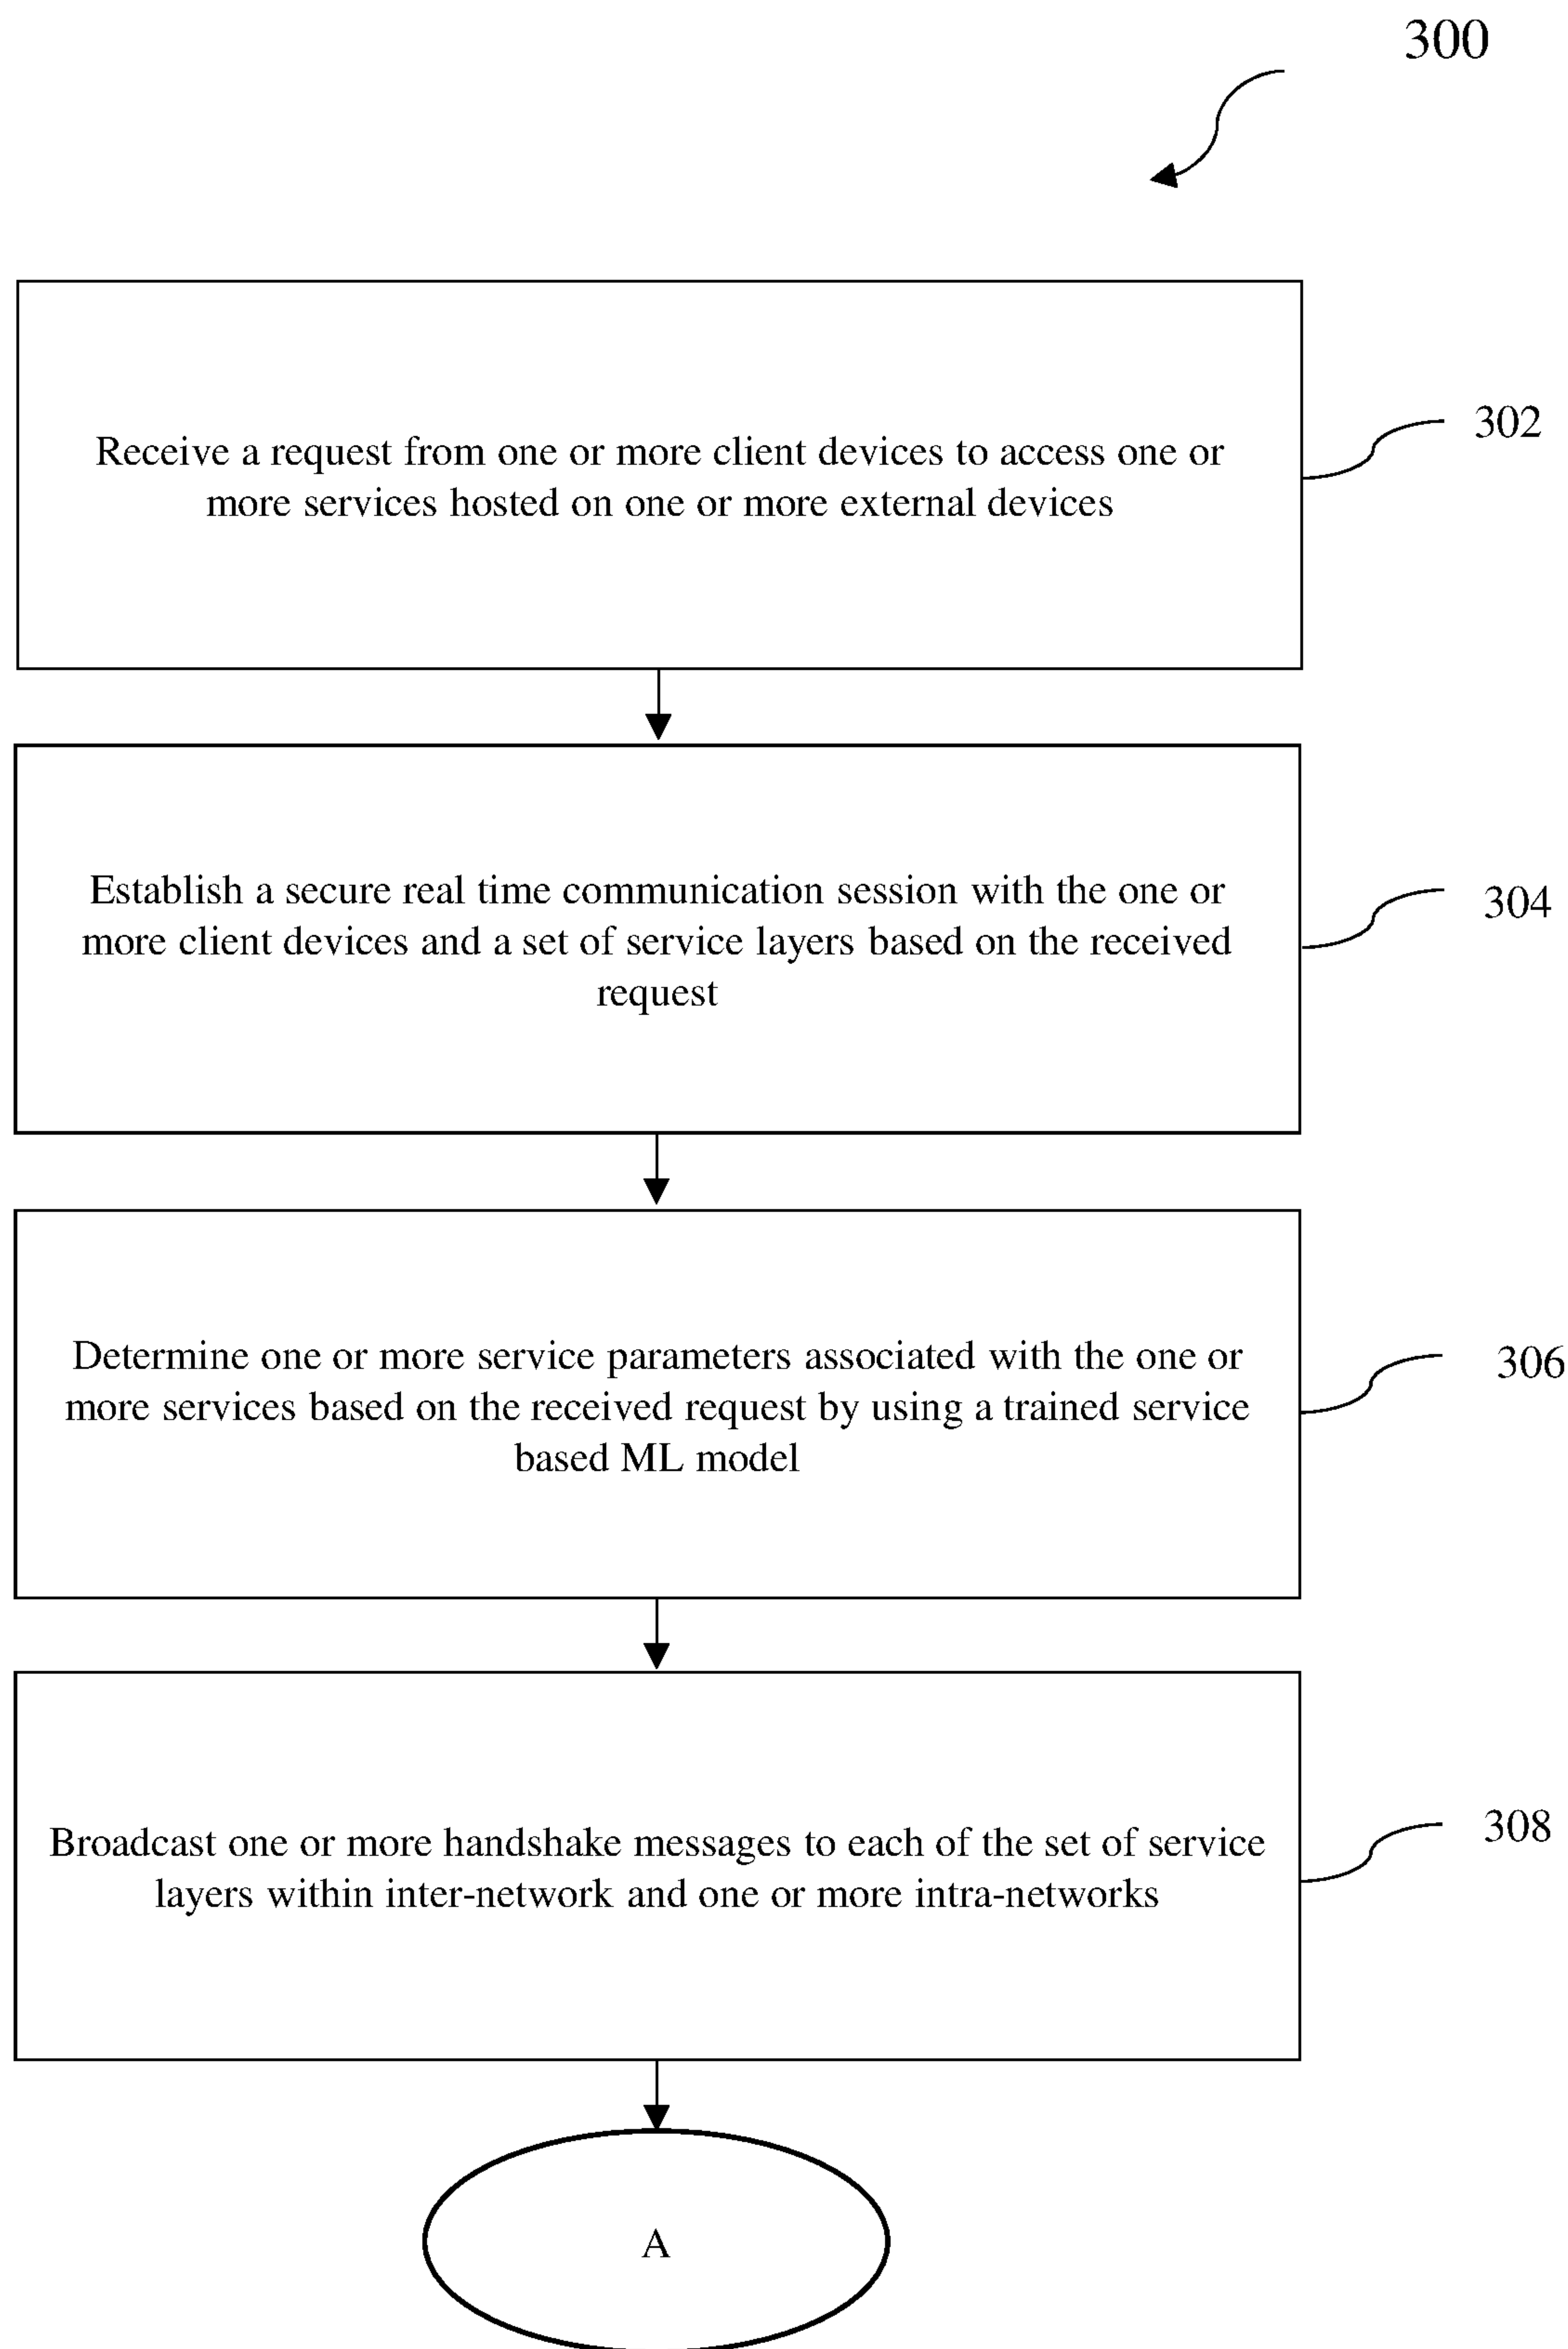 300
Receive a request from one or more client devices to access one or
more services hosted on one or more external devices
302
Establish a secure real time communication session with the one or
more client devices and a set of service layers based on the received
request
304
Determine one or more service parameters associated with the one or
more services based on the received request by using a trained service
based ML model
306
Broadcast one or more handshake messages to each of the set of service
layers within inter-network and one or more intra-networks
308
A